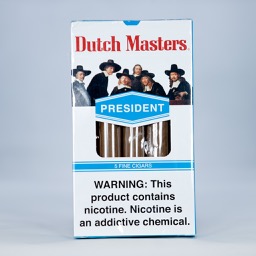 Dutch Masters
PRESIDENT
5 FINE CIGARS
WARNING: This
product contains
nicotine. Nicotine is
an addictive chemical.